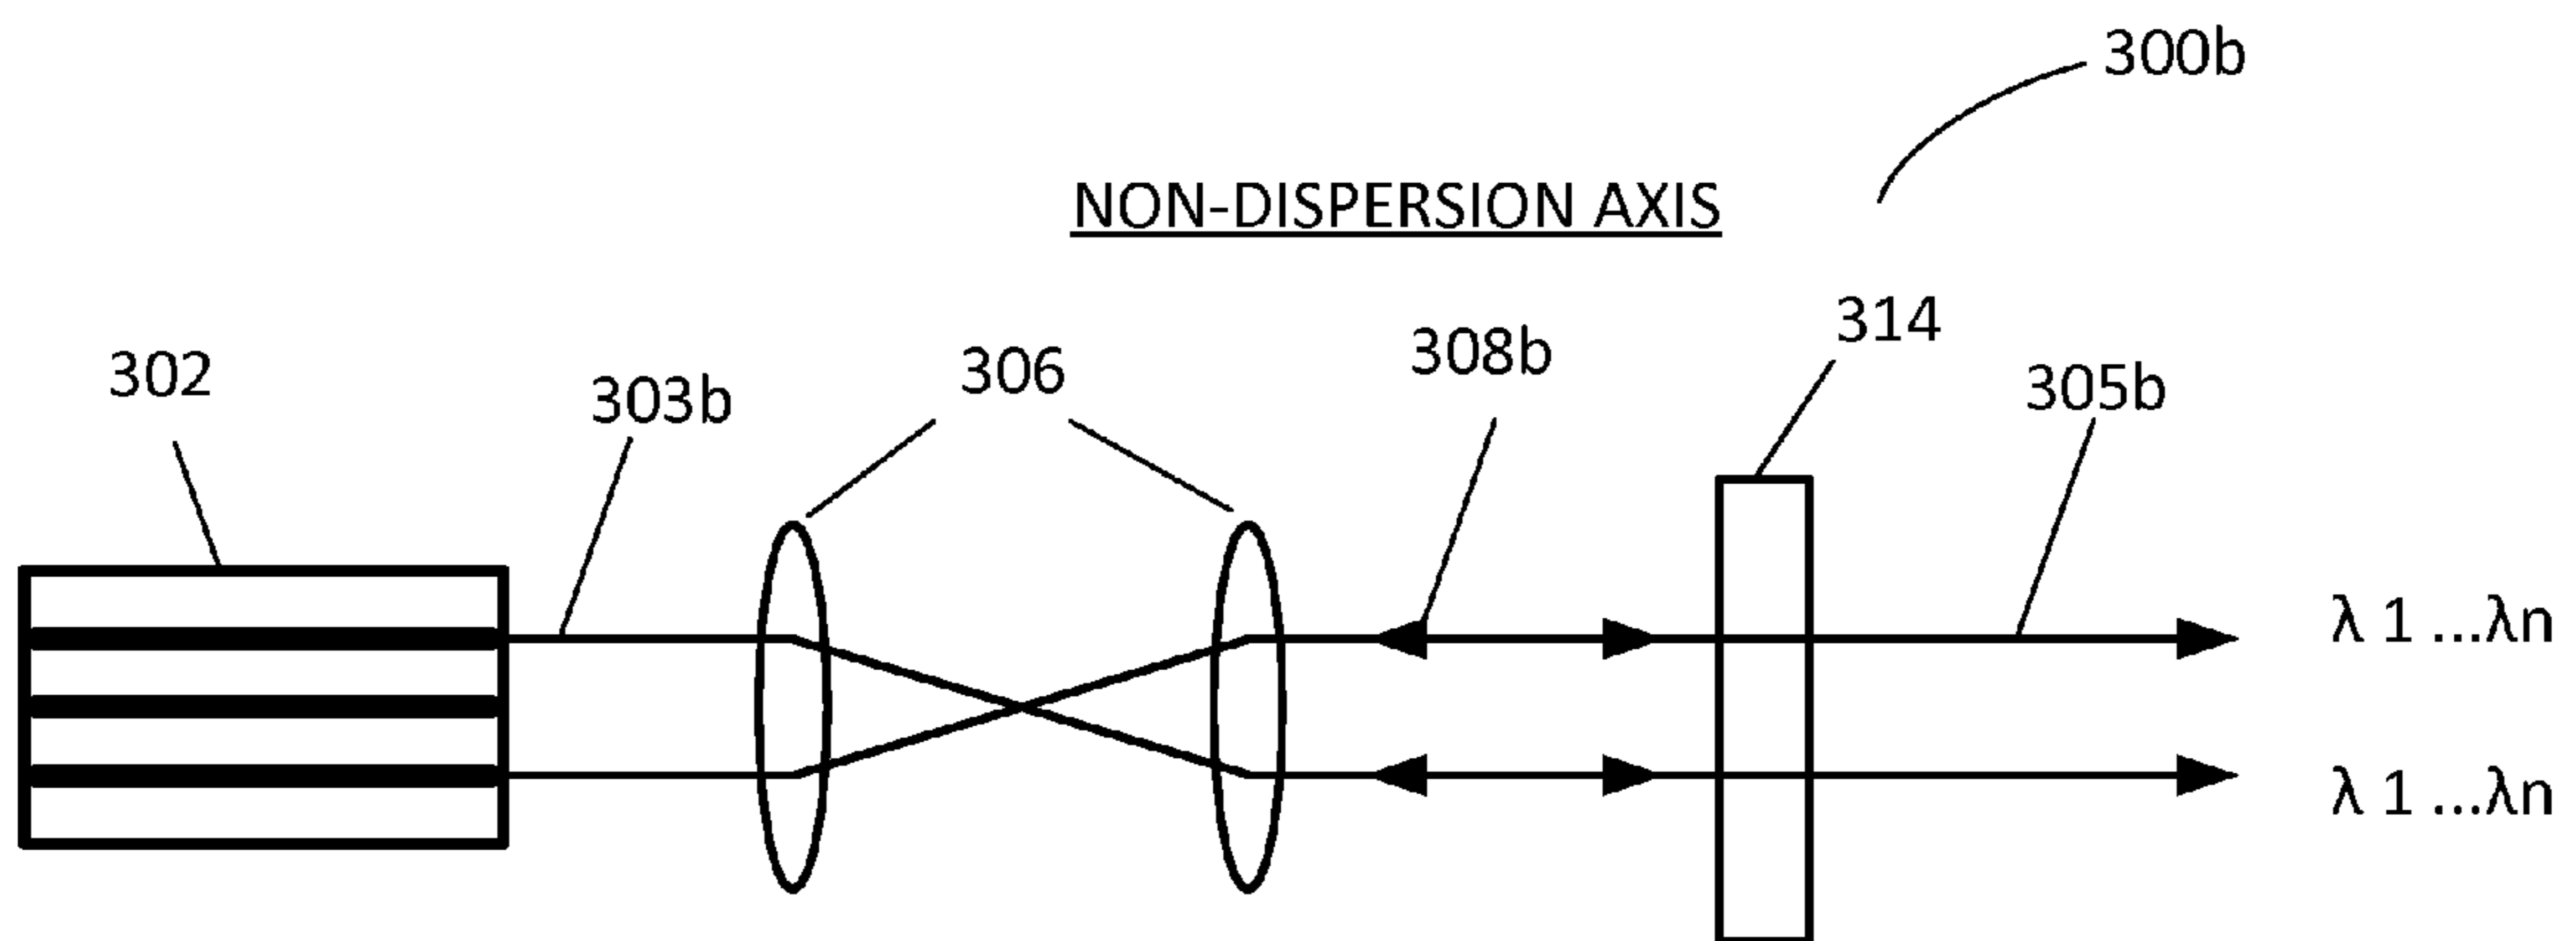 300b
NON-DISPERSION AXIS
302
303b
306
308b
314
305b
λ 1 ...λn
λ 1 ...λn